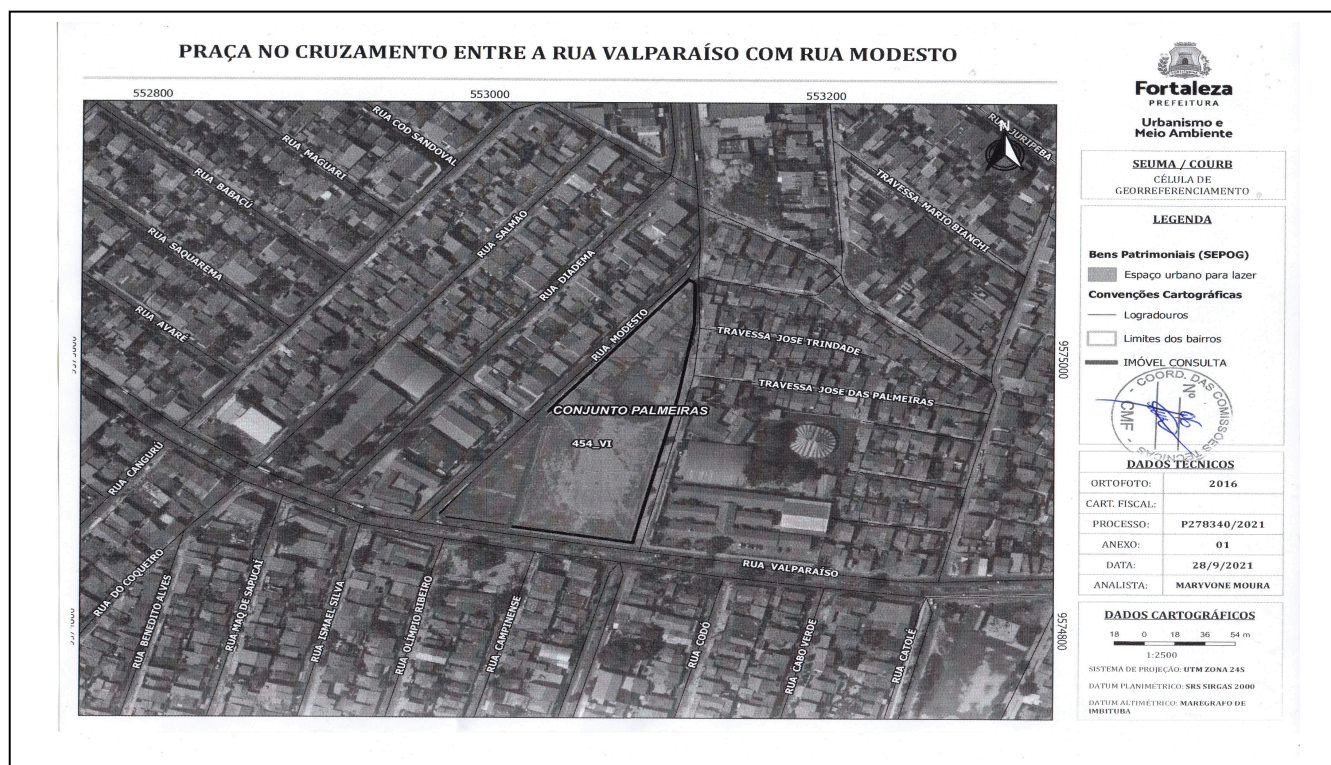 PRAÇA NO CRUZAMENTO ENTRE A RUA VALPARAÍSO COM RUA MODESTO
552800
553000
553200
RUA COD SANDOVAL
RUA MAGUARI
RUA BABAÇÚ
RUA SAQUAREMA
RUA AVARÉ
RUA SALMÃO
RUA DIADEMA
RUA MODESTO
N
RUA JURIPEBA
TRAVESSA MARIO BIANCHI
TRAVESSA JOSE TRINDADE
TRAVESSA JOSE DAS PALMEIRAS
CONJUNTO PALMEIRAS
454_VI
9575000
RUA CANGURÚ
RUA DO COQUEIRO
RUA BENEDITO ALVES
RUA MAQ DE SAPUCAÍ
RUA ISMAEL SILVA
RUA OLÍMPIO RIBEIRO
RUA CAMPINENSE
RUA VALPARAÍSO
RUA CODÓ
RUA CABO VERDE
RUA CATOLÉ
9574800
Fortaleza
PREFEITURA
Urbanismo e
Meio Ambiente
SEUMA / COURB
CÉLULA DE
GEORREFERENCIAMENTO
LEGENDA
Bens Patrimoniais (SEPOG)
Espaço urbano para lazer
Convenções Cartográficas
Logradouros
Limites dos bairros
IMÓVEL CONSULTA
COORD. DAS COMISSÕES TÉCNICAS
Nº
CMF
DADOS TÉCNICOS
ORTOFOTO: 2016
CART. FISCAL:
PROCESSO: P278340/2021
ANEXO: 01
DATA: 28/9/2021
ANALISTA: MARYVONE MOURA
DADOS CARTOGRÁFICOS
18 0 18 36 54 m
1:2500
SISTEMA DE PROJEÇÃO: UTM ZONA 24S
DATUM PLANIMÉTRICO: SRS SIRGAS 2000
DATUM ALTIMÉTRICO: MARÉGRAFO DE
IMBITUBA